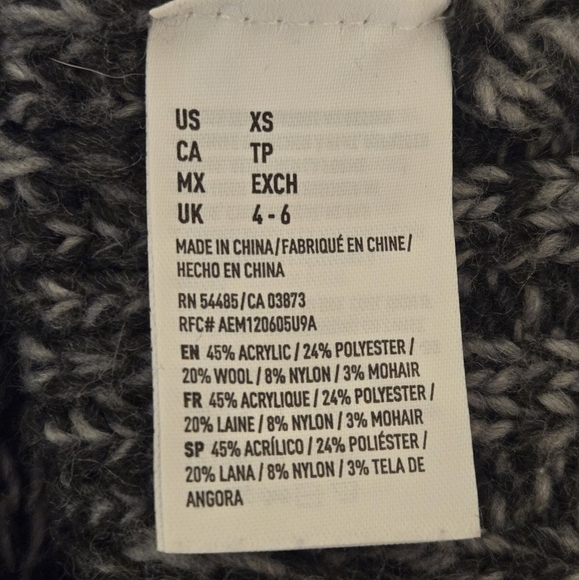 US XS
CA TP
MX EXCH
UK 4 - 6
MADE IN CHINA/FABRIQUÉ EN CHINE/
HECHO EN CHINA
RN 54485/CA 03873
RFC# AEM120605U9A
EN 45% ACRYLIC / 24% POLYESTER /
20% WOOL / 8% NYLON / 3% MOHAIR
FR 45% ACRYLIQUE / 24% POLYESTER /
20% LAINE / 8% NYLON / 3% MOHAIR
SP 45% ACRÍLICO / 24% POLIÉSTER /
20% LANA / 8% NYLON / 3% TELA DE
ANGORA